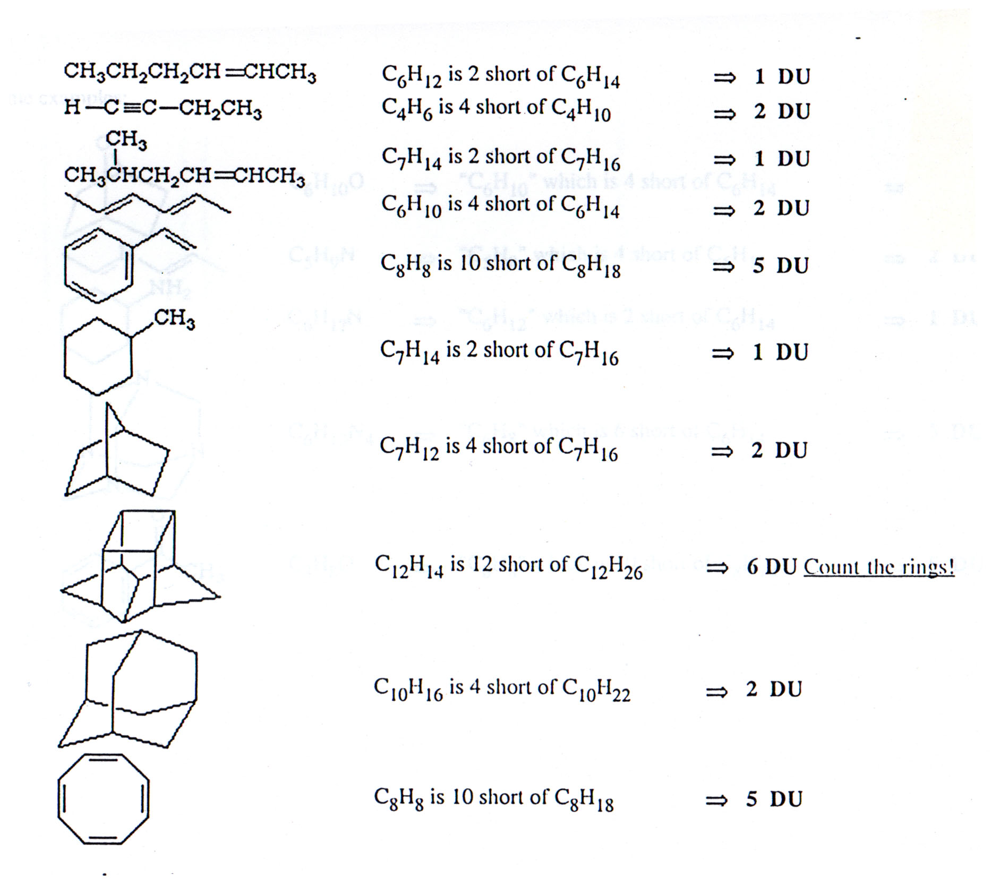 CH₃CH₂CH₂CH=CHCH₃ C₆H₁₂ is 2 short of C₆H₁₄ ⇒ 1 DU
H—C≡C—CH₂CH₃ C₄H₆ is 4 short of C₄H₁₀ ⇒ 2 DU
CH₃
CH₃CHCH₂CH=CHCH₃ C₇H₁₄ is 2 short of C₇H₁₆ ⇒ 1 DU
C₆H₁₀ is 4 short of C₆H₁₄ ⇒ 2 DU
C₈H₈ is 10 short of C₈H₁₈ ⇒ 5 DU
CH₃
C₇H₁₄ is 2 short of C₇H₁₆ ⇒ 1 DU
C₇H₁₂ is 4 short of C₇H₁₆ ⇒ 2 DU
C₁₂H₁₄ is 12 short of C₁₂H₂₆ ⇒ 6 DU Count the rings!
C₁₀H₁₆ is 4 short of C₁₀H₂₂ ⇒ 2 DU
C₈H₈ is 10 short of C₈H₁₈ ⇒ 5 DU